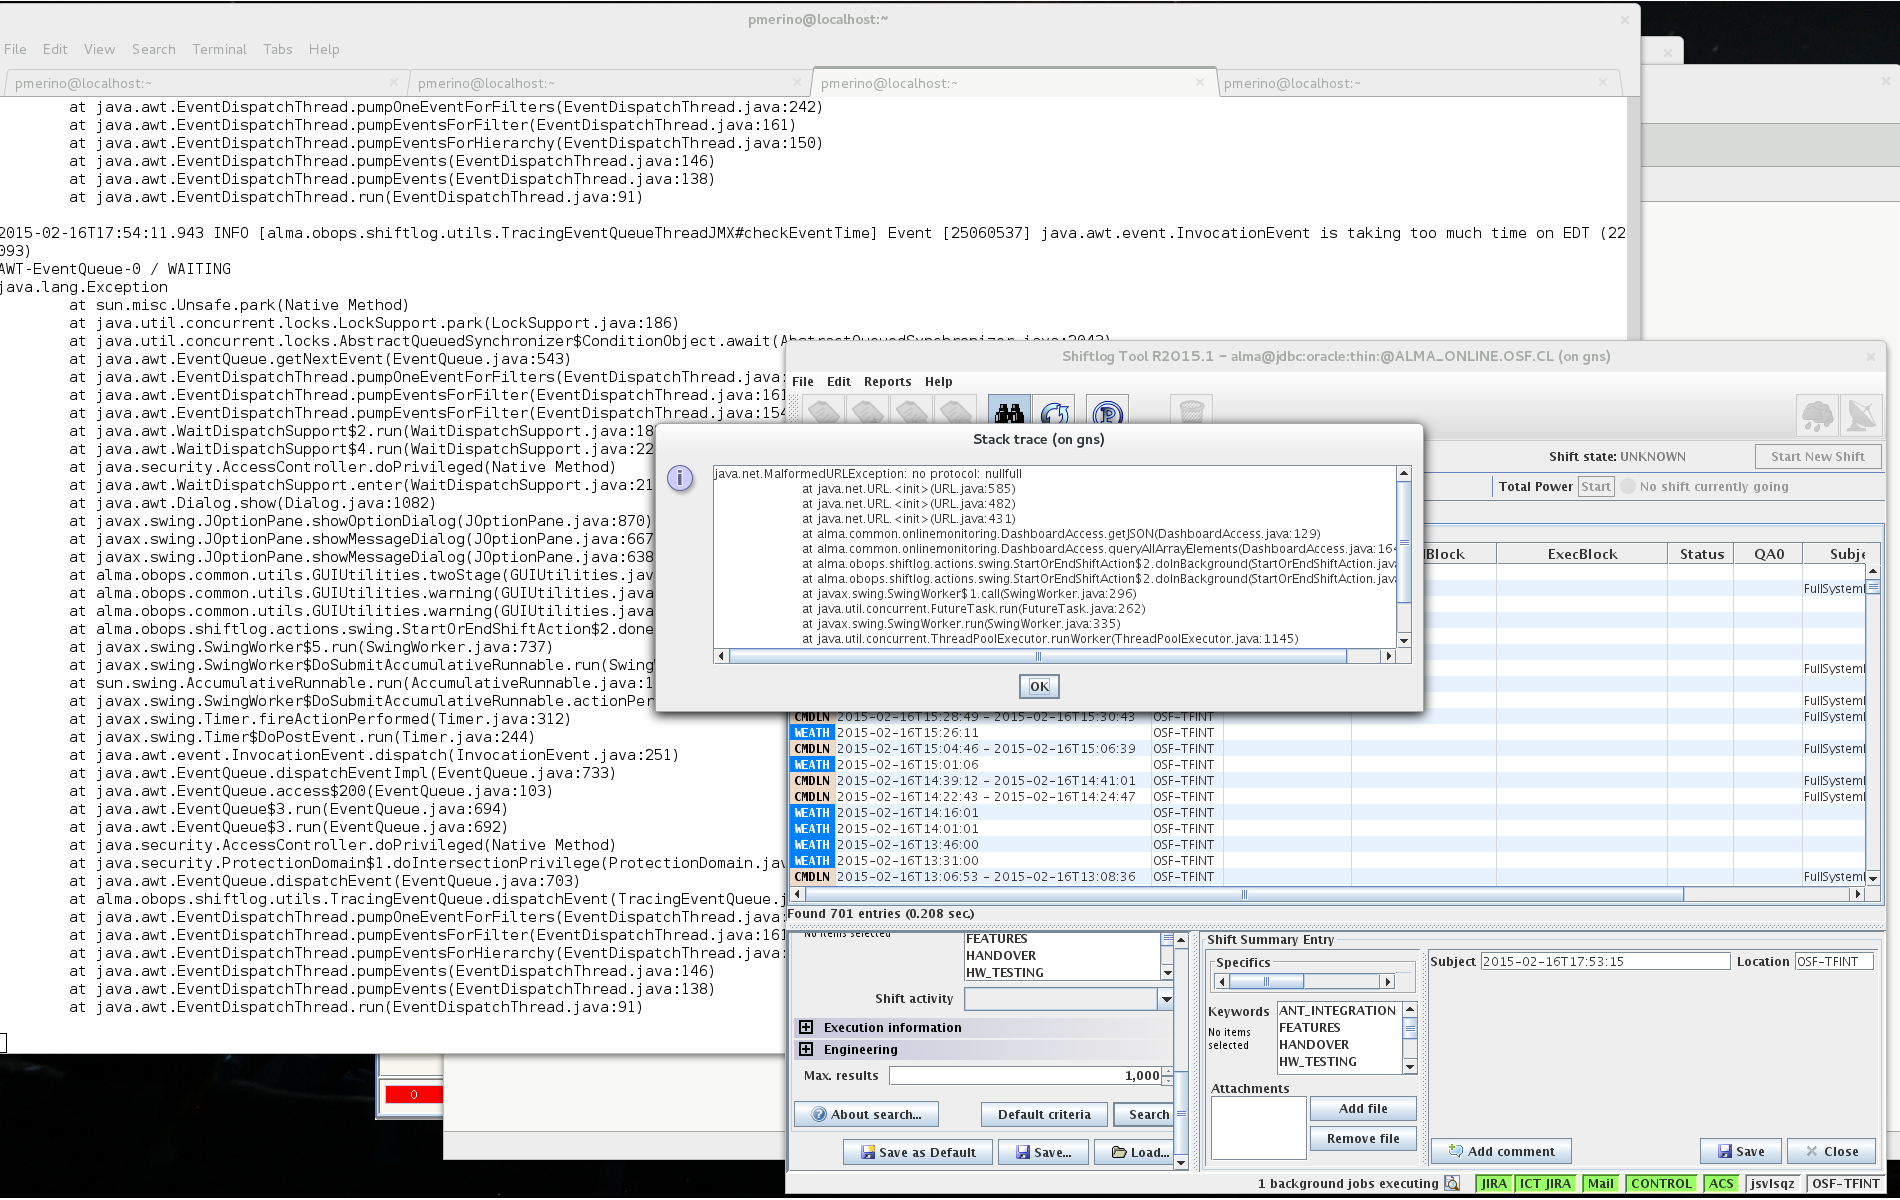 pmerino@localhost:~
File Edit View Search Terminal Tabs Help
pmerino@localhost:~ pmerino@localhost:~ pmerino@localhost:~ pmerino@localhost:~
at java.awt.EventDispatchThread.pumpOneEventForFilters(EventDispatchThread.java:242)
at java.awt.EventDispatchThread.pumpEventsForFilter(EventDispatchThread.java:161)
at java.awt.EventDispatchThread.pumpEventsForHierarchy(EventDispatchThread.java:150)
at java.awt.EventDispatchThread.pumpEvents(EventDispatchThread.java:146)
at java.awt.EventDispatchThread.pumpEvents(EventDispatchThread.java:138)
at java.awt.EventDispatchThread.run(EventDispatchThread.java:91)
2015-02-16T17:54:11.943 INFO [alma.obops.shiftlog.utils.TracingEventQueueThreadJMX#checkEventTime] Event [25060537] java.awt.event.InvocationEvent is taking too much time on EDT (22
093)
AWT-EventQueue-0 / WAITING
java.lang.Exception
at sun.misc.Unsafe.park(Native Method)
at java.util.concurrent.locks.LockSupport.park(LockSupport.java:186)
at java.util.concurrent.locks.AbstractQueuedSynchronizer$ConditionObject.await(AbstractQueuedSynchronizer.java:2043)
at java.awt.EventQueue.getNextEvent(EventQueue.java:543)
at java.awt.EventDispatchThread.pumpOneEventForFilters(EventDispatchThread.java:
at java.awt.EventDispatchThread.pumpEventsForFilter(EventDispatchThread.java:161
at java.awt.EventDispatchThread.pumpEventsForFilter(EventDispatchThread.java:154
at java.awt.WaitDispatchSupport$2.run(WaitDispatchSupport.java:18
at java.awt.WaitDispatchSupport$4.run(WaitDispatchSupport.java:22
at java.security.AccessController.doPrivileged(Native Method)
at java.awt.WaitDispatchSupport.enter(WaitDispatchSupport.java:21
at java.awt.Dialog.show(Dialog.java:1082)
at javax.swing.JOptionPane.showOptionDialog(JOptionPane.java:870)
at javax.swing.JOptionPane.showMessageDialog(JOptionPane.java:667
at javax.swing.JOptionPane.showMessageDialog(JOptionPane.java:638
at alma.obops.common.utils.GUIUtilities.twoStage(GUIUtilities.jav
at alma.obops.common.utils.GUIUtilities.warning(GUIUtilities.java
at alma.obops.common.utils.GUIUtilities.warning(GUIUtilities.java
at alma.obops.shiftlog.actions.swing.StartOrEndShiftAction$2.done
at javax.swing.SwingWorker$5.run(SwingWorker.java:737)
at javax.swing.SwingWorker$DoSubmitAccumulativeRunnable.run(Swing
at sun.swing.AccumulativeRunnable.run(AccumulativeRunnable.java:1
at javax.swing.SwingWorker$DoSubmitAccumulativeRunnable.actionPer
at javax.swing.Timer.fireActionPerformed(Timer.java:312)
at javax.swing.Timer$DoPostEvent.run(Timer.java:244)
at java.awt.event.InvocationEvent.dispatch(InvocationEvent.java:251)
at java.awt.EventQueue.dispatchEventImpl(EventQueue.java:733)
at java.awt.EventQueue.access$200(EventQueue.java:103)
at java.awt.EventQueue$3.run(EventQueue.java:694)
at java.awt.EventQueue$3.run(EventQueue.java:692)
at java.security.AccessController.doPrivileged(Native Method)
at java.security.ProtectionDomain$1.doIntersectionPrivilege(ProtectionDomain.jav
at java.awt.EventQueue.dispatchEvent(EventQueue.java:703)
at alma.obops.shiftlog.utils.TracingEventQueue.dispatchEvent(TracingEventQueue.j
at java.awt.EventDispatchThread.pumpOneEventForFilters(EventDispatchThread.java:
at java.awt.EventDispatchThread.pumpEventsForFilter(EventDispatchThread.java:161
at java.awt.EventDispatchThread.pumpEventsForHierarchy(EventDispatchThread.java:
at java.awt.EventDispatchThread.pumpEvents(EventDispatchThread.java:146)
at java.awt.EventDispatchThread.pumpEvents(EventDispatchThread.java:138)
at java.awt.EventDispatchThread.run(EventDispatchThread.java:91)
0
Shiftlog Tool R2015.1 - alma@jdbc:oracle:thin:@ALMA_ONLINE.OSF.CL (on gns)
File Edit Reports Help
P
Shift state: UNKNOWN Start New Shift
Total Power Start No shift currently going
Block ExecBlock Status QA0 Subje
FullSystem
FullSystem
FullSystem
Stack trace (on gns)
java.net.MalformedURLException: no protocol: nullfull
at java.net.URL.<init>(URL.java:585)
at java.net.URL.<init>(URL.java:482)
at java.net.URL.<init>(URL.java:431)
at alma.common.onlinemonitoring.DashboardAccess.getJSON(DashboardAccess.java:129)
at alma.common.onlinemonitoring.DashboardAccess.queryAllArrayElements(DashboardAccess.java:164
at alma.obops.shiftlog.actions.swing.StartOrEndShiftAction$2.doInBackground(StartOrEndShiftAction.java
at alma.obops.shiftlog.actions.swing.StartOrEndShiftAction$2.doInBackground(StartOrEndShiftAction.java
at javax.swing.SwingWorker$1.call(SwingWorker.java:296)
at java.util.concurrent.FutureTask.run(FutureTask.java:262)
at javax.swing.SwingWorker.run(SwingWorker.java:335)
at java.util.concurrent.ThreadPoolExecutor.runWorker(ThreadPoolExecutor.java:1145)
OK
CMDLN 2015-02-16T15:28:49 - 2015-02-16T15:30:43 OSF-TFINT FullSystem
WEATH 2015-02-16T15:26:11 OSF-TFINT
CMDLN 2015-02-16T15:04:46 - 2015-02-16T15:06:39 OSF-TFINT FullSystem
WEATH 2015-02-16T15:01:06 OSF-TFINT
CMDLN 2015-02-16T14:39:12 - 2015-02-16T14:41:01 OSF-TFINT FullSystem
CMDLN 2015-02-16T14:22:43 - 2015-02-16T14:24:47 OSF-TFINT FullSystem
WEATH 2015-02-16T14:16:01 OSF-TFINT
WEATH 2015-02-16T14:01:01 OSF-TFINT
WEATH 2015-02-16T13:46:00 OSF-TFINT
WEATH 2015-02-16T13:31:00 OSF-TFINT
CMDLN 2015-02-16T13:06:53 - 2015-02-16T13:08:36 OSF-TFINT FullSystem
Found 701 entries (0.208 sec.)
No items selected
FEATURES
HANDOVER
HW_TESTING
Shift activity
Execution information
Engineering
Max. results 1,000
About search... Default criteria Search
Save as Default Save... Load...
Shift Summary Entry
Specifics
Keywords
No items
selected
ANT_INTEGRATION
FEATURES
HANDOVER
HW_TESTING
Attachments
Add file
Remove file
Subject 2015-02-16T17:53:15 Location OSF-TFINT
Add comment Save Close
1 background jobs executing JIRA ICT JIRA Mail CONTROL ACS jsvlsqz OSF-TFINT